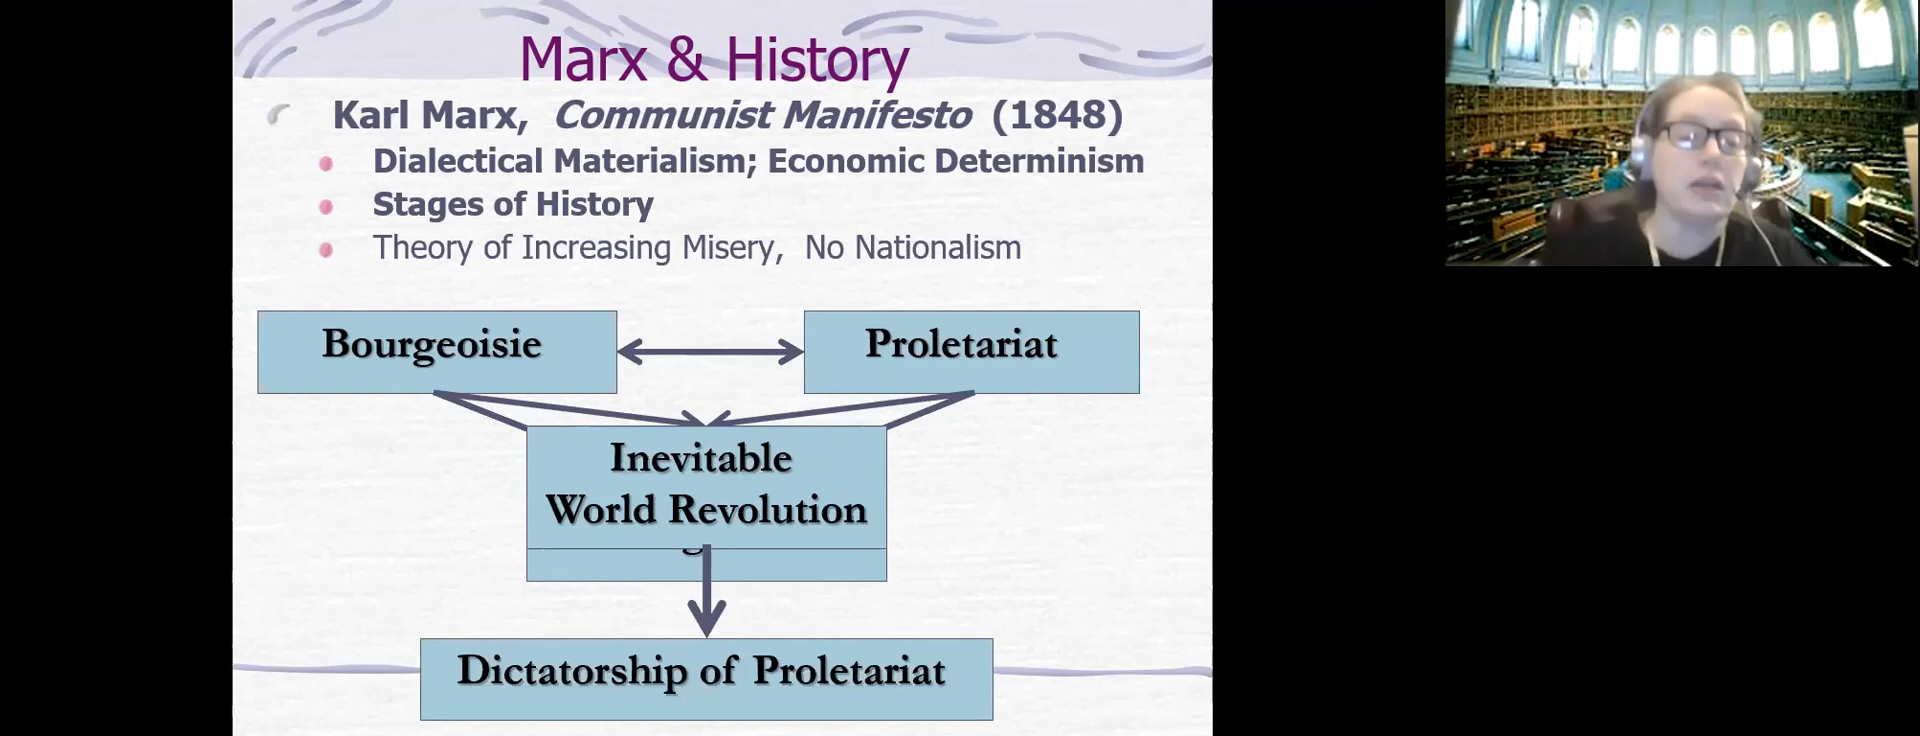 Marx & History
Karl Marx, Communist Manifesto (1848)
Dialectical Materialism; Economic Determinism
Stages of History
Theory of Increasing Misery, No Nationalism
Bourgeoisie
Proletariat
Inevitable
World Revolution
Dictatorship of Proletariat